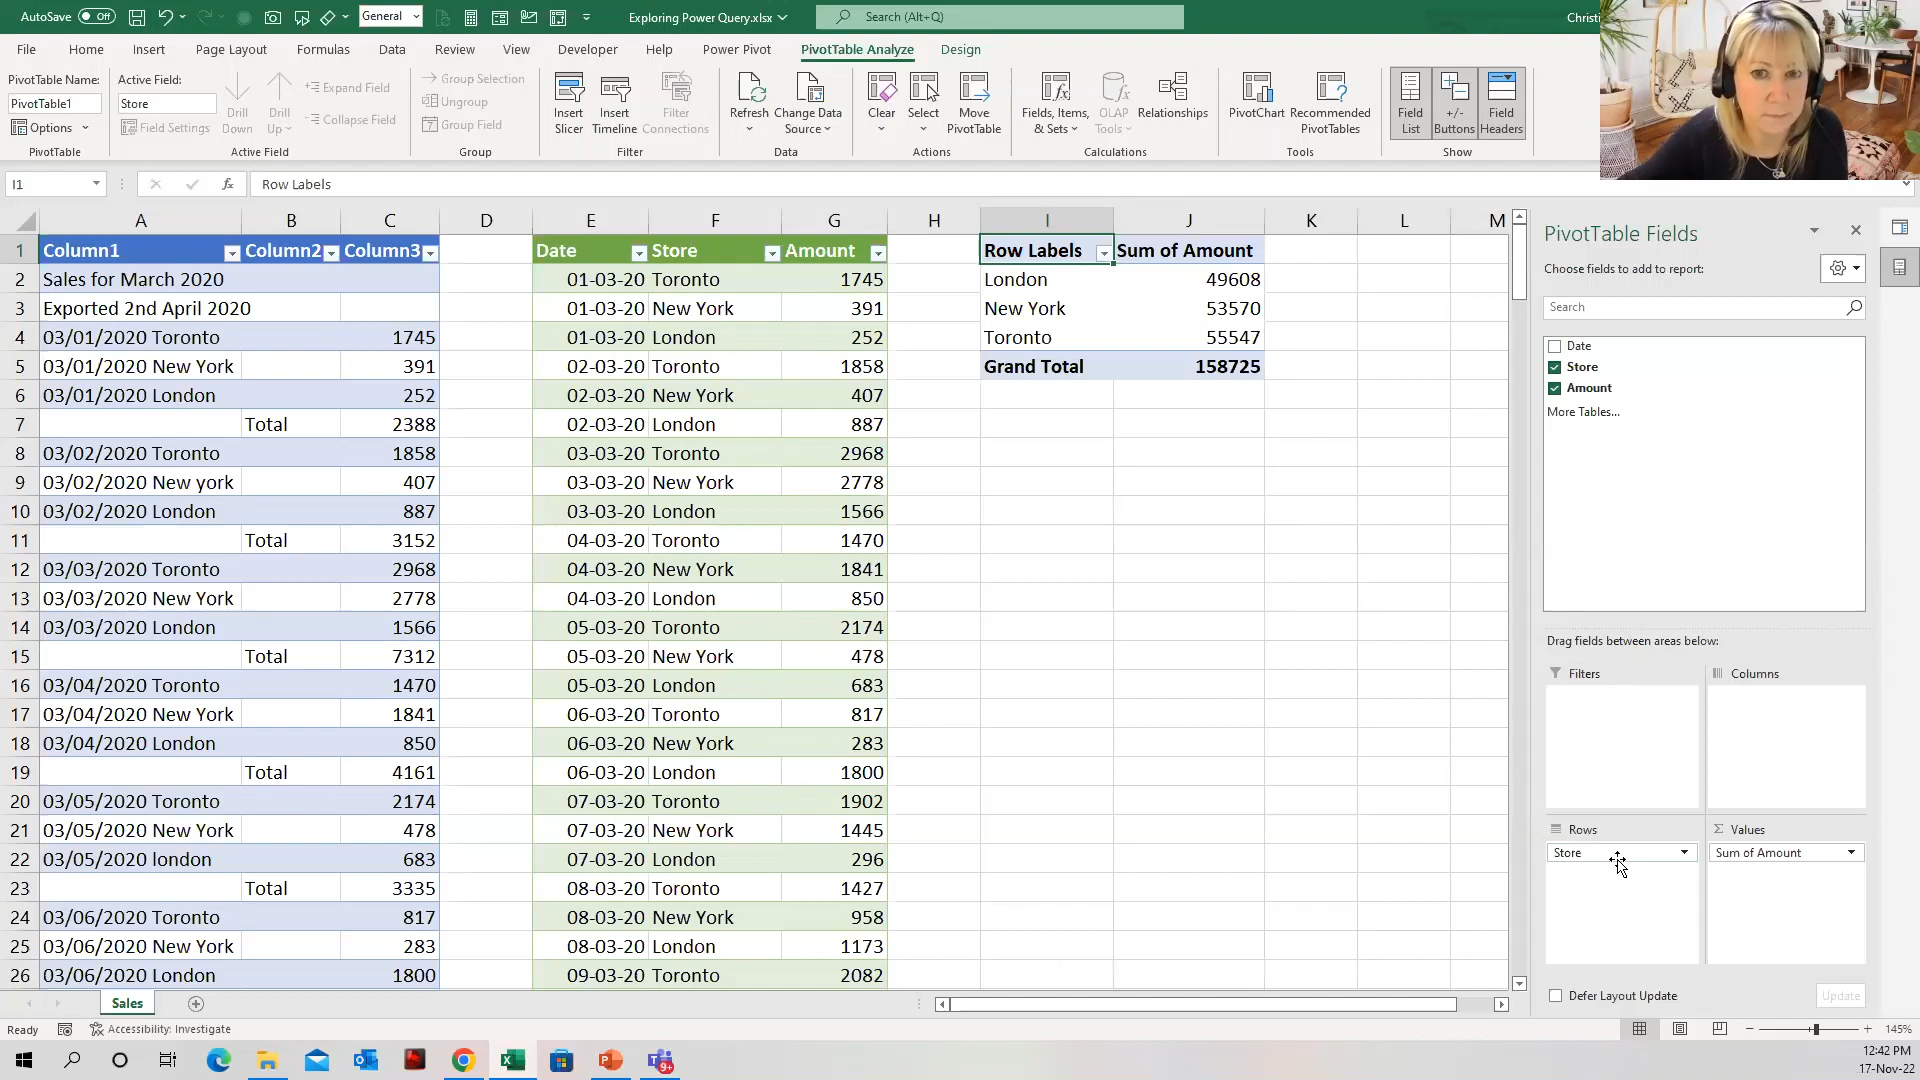 AutoSave Off General Exploring Power Query.xlsx Search (Alt+Q) Christi
File Home Insert Page Layout Formulas Data Review View Developer Help Power Pivot PivotTable Analyze Design
PivotTable Name:
PivotTable1
Options
PivotTable
Active Field:
Store
Field Settings
Drill Down
Drill Up
Expand Field
Collapse Field
Active Field
Group Selection
Ungroup
Group Field
Group
Insert Slicer
Insert Timeline
Filter Connections
Filter
Refresh
Change Data Source
Data
Clear
Select
Move PivotTable
Actions
Fields, Items, & Sets
OLAP Tools
Relationships
Calculations
PivotChart
Recommended PivotTables
Tools
Field List
+/- Buttons
Field Headers
Show
I1 fx Row Labels
A B C D E F G H I J K L M
1 Column1 Column2 Column3 Date Store Amount Row Labels Sum of Amount
2 Sales for March 2020 01-03-20 Toronto 1745 London 49608
3 Exported 2nd April 2020 01-03-20 New York 391 New York 53570
4 03/01/2020 Toronto 1745 01-03-20 London 252 Toronto 55547
5 03/01/2020 New York 391 02-03-20 Toronto 1858 Grand Total 158725
6 03/01/2020 London 252 02-03-20 New York 407
7 Total 2388 02-03-20 London 887
8 03/02/2020 Toronto 1858 03-03-20 Toronto 2968
9 03/02/2020 New york 407 03-03-20 New York 2778
10 03/02/2020 London 887 03-03-20 London 1566
11 Total 3152 04-03-20 Toronto 1470
12 03/03/2020 Toronto 2968 04-03-20 New York 1841
13 03/03/2020 New York 2778 04-03-20 London 850
14 03/03/2020 London 1566 05-03-20 Toronto 2174
15 Total 7312 05-03-20 New York 478
16 03/04/2020 Toronto 1470 05-03-20 London 683
17 03/04/2020 New York 1841 06-03-20 Toronto 817
18 03/04/2020 London 850 06-03-20 New York 283
19 Total 4161 06-03-20 London 1800
20 03/05/2020 Toronto 2174 07-03-20 Toronto 1902
21 03/05/2020 New York 478 07-03-20 New York 1445
22 03/05/2020 london 683 07-03-20 London 296
23 Total 3335 08-03-20 Toronto 1427
24 03/06/2020 Toronto 817 08-03-20 New York 958
25 03/06/2020 New York 283 08-03-20 London 1173
26 03/06/2020 London 1800 09-03-20 Toronto 2082
PivotTable Fields
Choose fields to add to report:
Search
Date
Store
Amount
More Tables...
Drag fields between areas below:
Filters Columns
Rows Values
Store Sum of Amount
Defer Layout Update Update
Sales
Ready Accessibility: Investigate 145%
9+
12:42 PM
17-Nov-22